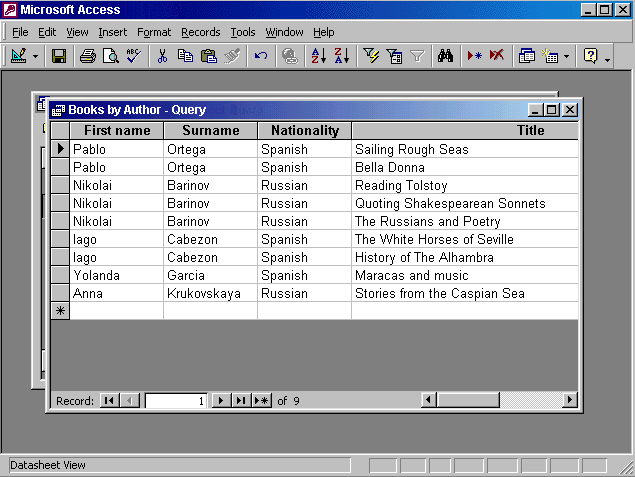 Microsoft Access
File Edit View Insert Format Records Tools Window Help
Books by Author - Query
First name Surname Nationality Title
Pablo Ortega Spanish Sailing Rough Seas
Pablo Ortega Spanish Bella Donna
Nikolai Barinov Russian Reading Tolstoy
Nikolai Barinov Russian Quoting Shakespearean Sonnets
Nikolai Barinov Russian The Russians and Poetry
Iago Cabezon Spanish The White Horses of Seville
Iago Cabezon Spanish History of The Alhambra
Yolanda Garcia Spanish Maracas and music
Anna Krukovskaya Russian Stories from the Caspian Sea
Record: 1 of 9
Datasheet View